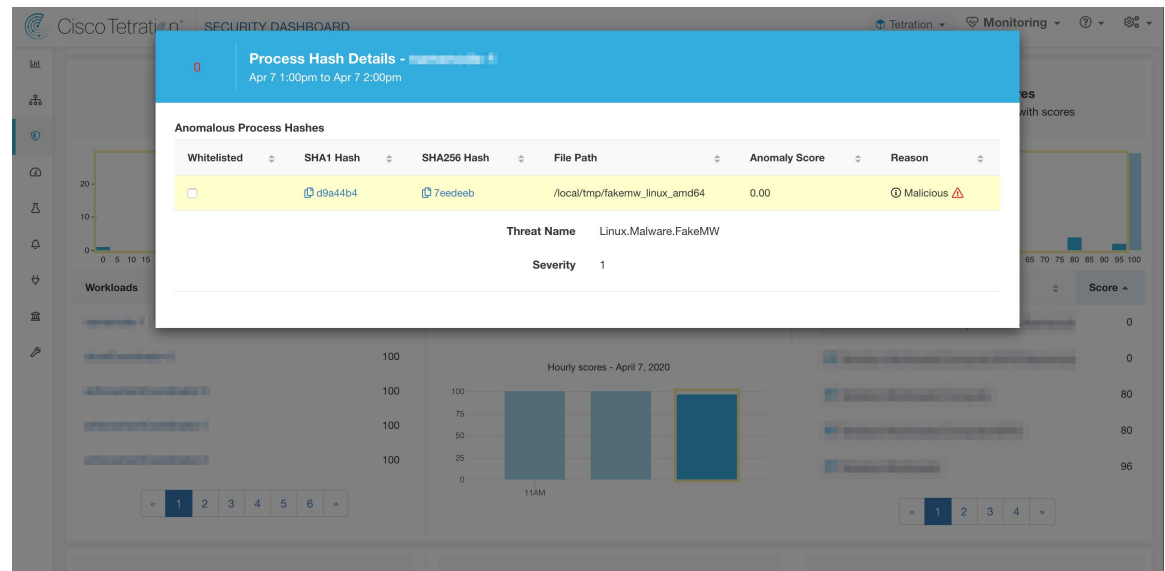 Cisco Tetration™ SECURITY DASHBOARD Tetration Monitoring
0
Process Hash Details -
Apr 7 1:00pm to Apr 7 2:00pm
Anomalous Process Hashes
Whitelisted SHA1 Hash SHA256 Hash File Path Anomaly Score Reason
d9a44b4 7eedeeb /local/tmp/fakemw_linux_amd64 0.00 Malicious
Threat Name Linux.Malware.FakeMW
Severity 1
with scores
20
10
0
0 5 10 15
65 70 75 80 85 90 95 100
Workloads
Score
100
100
100
100
« 1 2 3 4 5 6 »
Hourly scores - April 7, 2020
100
75
50
25
0
11AM
0
0
80
80
96
« 1 2 3 4 »